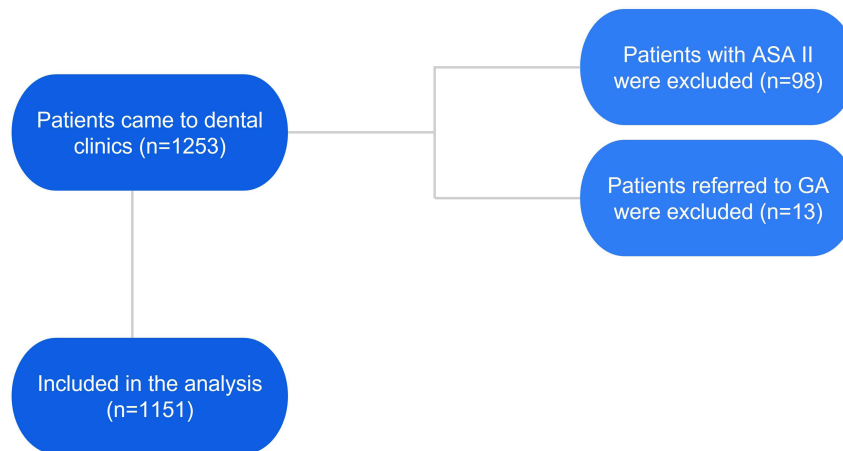 Patients with ASA II
were excluded (n=98)
Patients came to dental
clinics (n=1253)
Patients referred to GA
were excluded (n=13)
Included in the analysis
(n=1151)